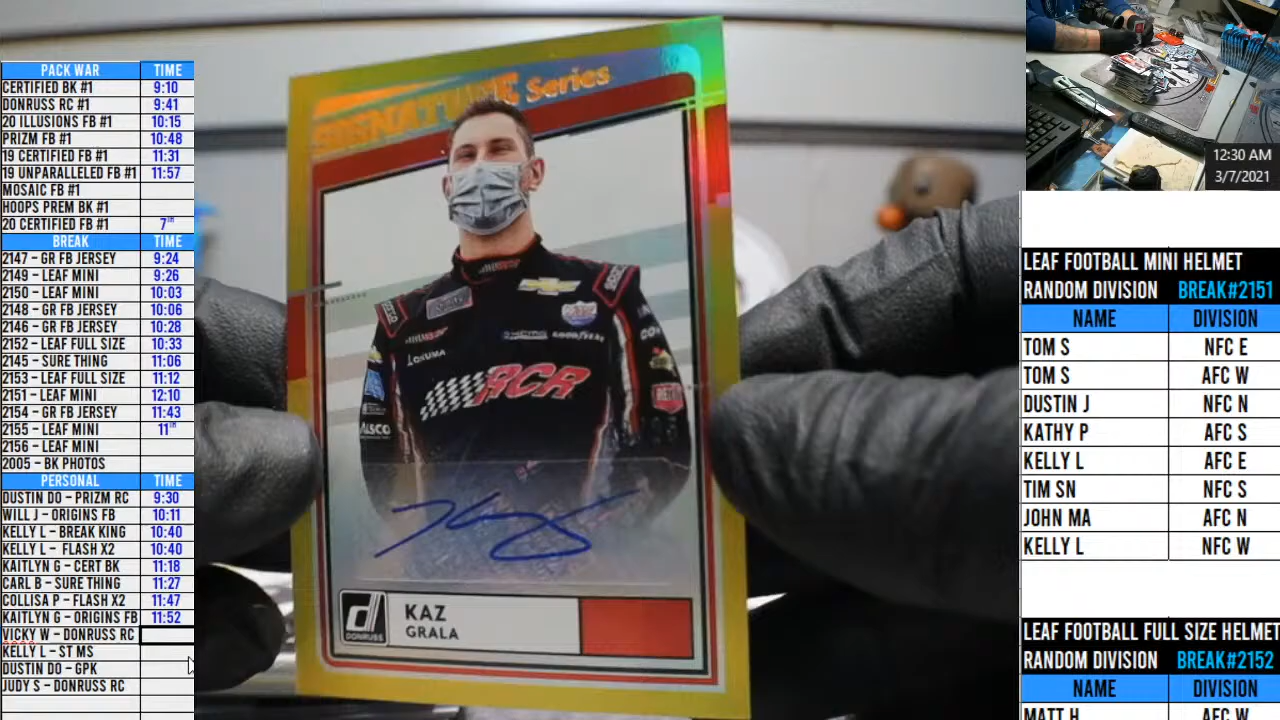 PACK WAR TIME
CERTIFIED BK #1 9:10
DONRUSS RC #1 9:41
20 ILLUSIONS FB #1 10:15
PRIZM FB #1 10:48
19 CERTIFIED FB #1 11:31
19 UNPARALLELED FB #1 11:57
MOSAIC FB #1
HOOPS PREM BK #1
20 CERTIFIED FB #1 7TH
BREAK TIME
2147 – GR FB JERSEY 9:24
2149 – LEAF MINI 9:26
2150 – LEAF MINI 10:03
2148 – GR FB JERSEY 10:06
2146 – GR FB JERSEY 10:28
2152 – LEAF FULL SIZE 10:33
2145 – SURE THING 11:06
2153 – LEAF FULL SIZE 11:12
2151 – LEAF MINI 12:10
2154 – GR FB JERSEY 11:43
2155 – LEAF MINI 11TH
2156 – LEAF MINI
2005 – BK PHOTOS
PERSONAL TIME
DUSTIN DO – PRIZM RC 9:30
WILL J – ORIGINS FB 10:11
KELLY L – BREAK KING 10:40
KELLY L – FLASH X2 10:40
KAITLYN G – CERT BK 11:18
CARL B – SURE THING 11:27
COLLISA P – FLASH X2 11:47
KAITLYN G – ORIGINS FB 11:52
VICKY W – DONRUSS RC
KELLY L – ST MS
DUSTIN DO – GPK
JUDY S – DONRUSS RC
SIGNATURE Series
CHEVROLET
OKUMA
GOODYEAR
RCR
ALSCO
d
DONRUSS
KAZ
GRALA
12:30 AM
3/7/2021
LEAF FOOTBALL MINI HELMET
RANDOM DIVISION BREAK#2151
NAME DIVISION
TOM S NFC E
TOM S AFC W
DUSTIN J NFC N
KATHY P AFC S
KELLY L AFC E
TIM SN NFC S
JOHN MA AFC N
KELLY L NFC W
LEAF FOOTBALL FULL SIZE HELMET
RANDOM DIVISION BREAK#2152
NAME DIVISION
MATT H AFC W